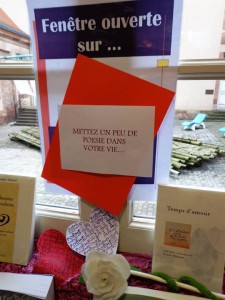 Fenêtre ouverte
sur ...
METTEZ UN PEU DE
POESIE DANS
VOTRE VIE....
Temps d'amour